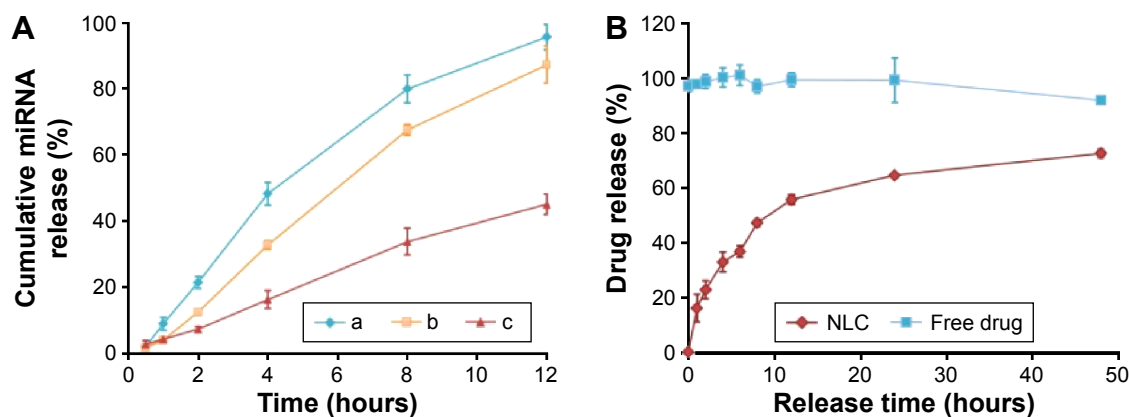 A
Cumulative miRNA
release (%)
100
80
60
40
20
0
0 2 4 6 8 10 12
Time (hours)
a b c
B
Drug release (%)
120
100
80
60
40
20
0
0 10 20 30 40 50
Release time (hours)
NLC Free drug